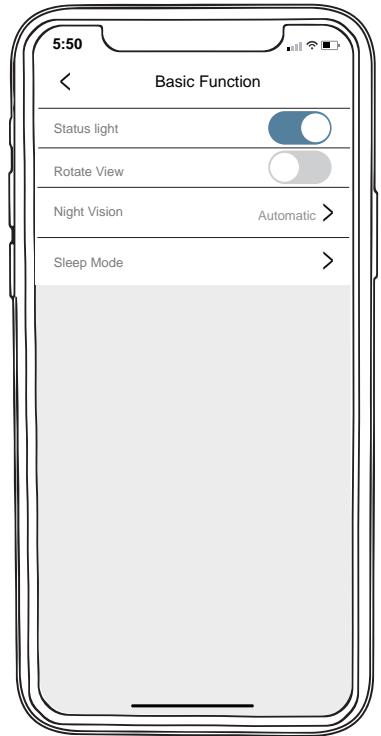 5:50
Basic Function
Status light
Rotate View
Night Vision Automatic
Sleep Mode